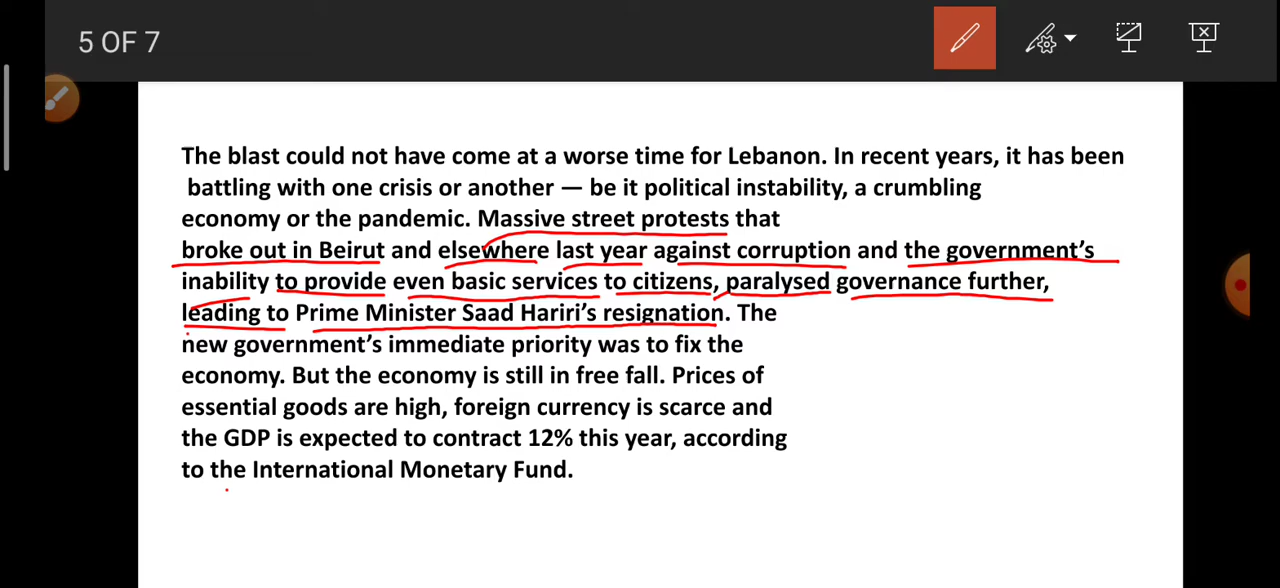 5 OF 7
The blast could not have come at a worse time for Lebanon. In recent years, it has been
battling with one crisis or another — be it political instability, a crumbling
economy or the pandemic. Massive street protests that
broke out in Beirut and elsewhere last year against corruption and the government’s
inability to provide even basic services to citizens, paralysed governance further,
leading to Prime Minister Saad Hariri’s resignation. The
new government’s immediate priority was to fix the
economy. But the economy is still in free fall. Prices of
essential goods are high, foreign currency is scarce and
the GDP is expected to contract 12% this year, according
to the International Monetary Fund.